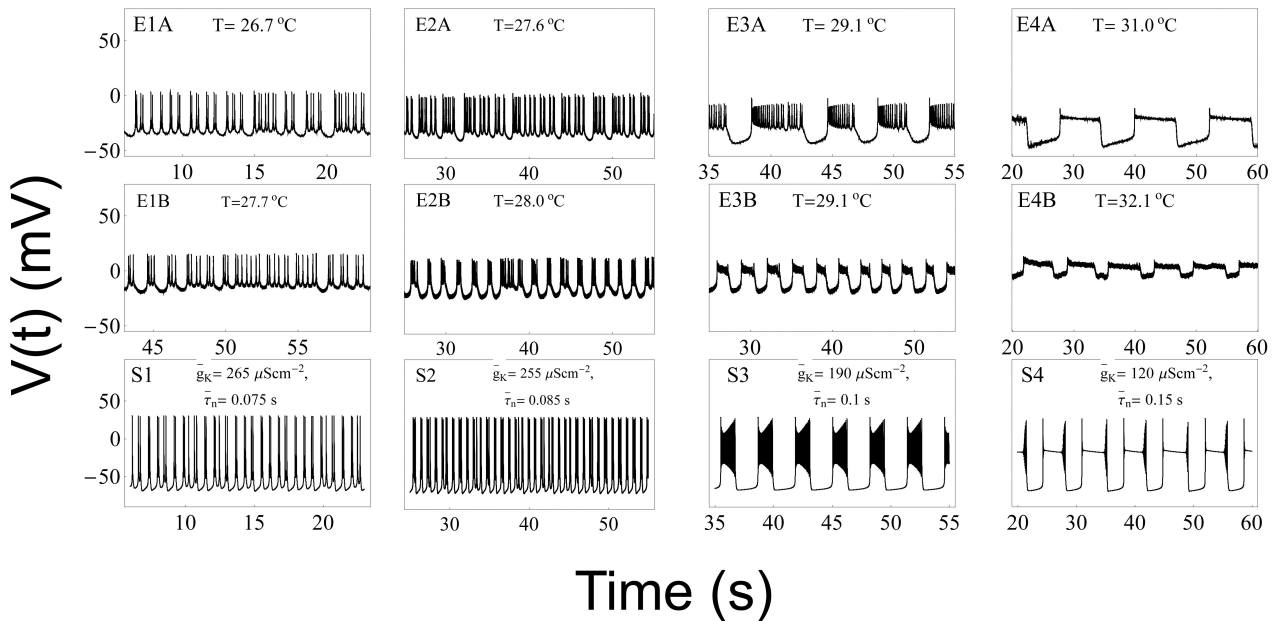 E1A T= 26.7 °C
E2A T=27.6 °C
E3A T= 29.1 °C
E4A T= 31.0 °C
50
0
−50
10 15 20
30 40 50
35 40 45 50 55
20 30 40 50 60
E1B T=27.7 °C
E2B T=28.0 °C
E3B T=29.1 °C
E4B T=32.1 °C
50
0
−50
45 50 55
30 40 50
30 40 50
20 30 40 50 60
S1 g̅K= 265 μScm−2,
τ̅n= 0.075 s
S2 g̅K= 255 μScm−2,
τ̅n= 0.085 s
S3 g̅K= 190 μScm−2,
τ̅n= 0.1 s
S4 g̅K= 120 μScm−2,
τ̅n= 0.15 s
50
0
−50
10 15 20
30 40 50
35 40 45 50 55
20 30 40 50 60
V(t) (mV)
Time (s)